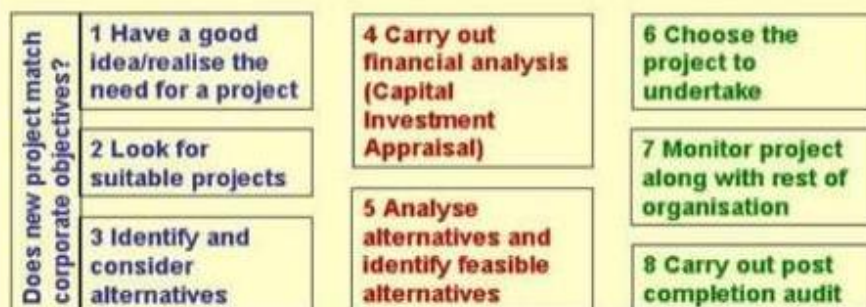 Does new project match
corporate objectives?
1 Have a good
idea/realise the
need for a project
2 Look for
suitable projects
3 Identify and
consider
alternatives
4 Carry out
financial analysis
(Capital
Investment
Appraisal)
5 Analyse
alternatives and
identify feasible
alternatives
6 Choose the
project to
undertake
7 Monitor project
along with rest of
organisation
8 Carry out post
completion audit